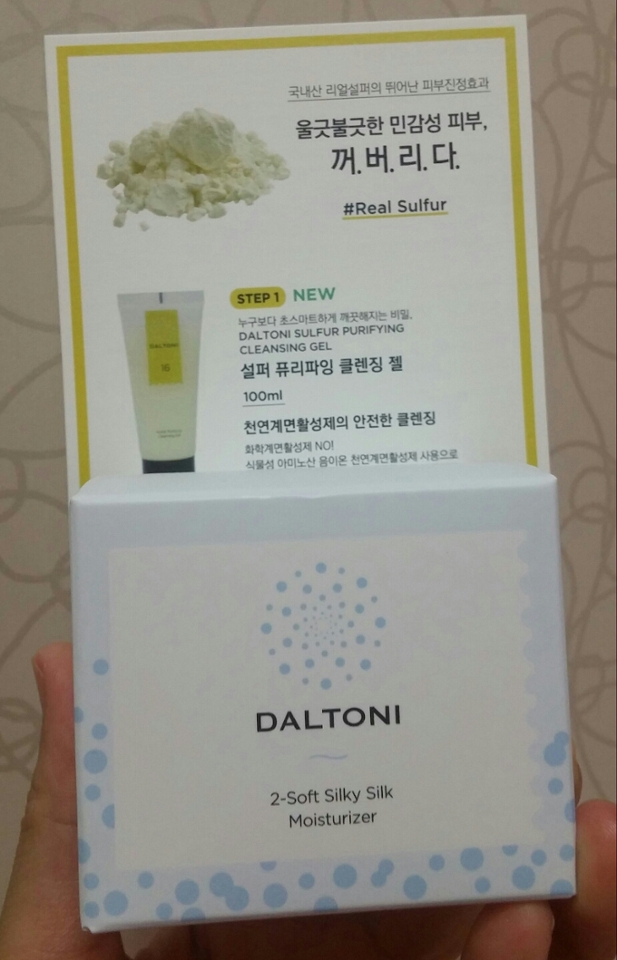 국내산 리얼설퍼의 뛰어난 피부진정효과
울긋불긋한 민감성 피부,
꺼.버.리.다.
#Real Sulfur
STEP 1 NEW
누구보다 초스마트하게 깨끗해지는 비밀,
DALTONI SULFUR PURIFYING
CLEANSING GEL
설퍼 퓨리파잉 클렌징 젤
100ml
천연계면활성제의 안전한 클렌징
화학계면활성제 NO!
식물성 아미노산 음이온 천연계면활성제 사용으로
DALTONI
DALTONI
2-Soft Silky Silk
Moisturizer